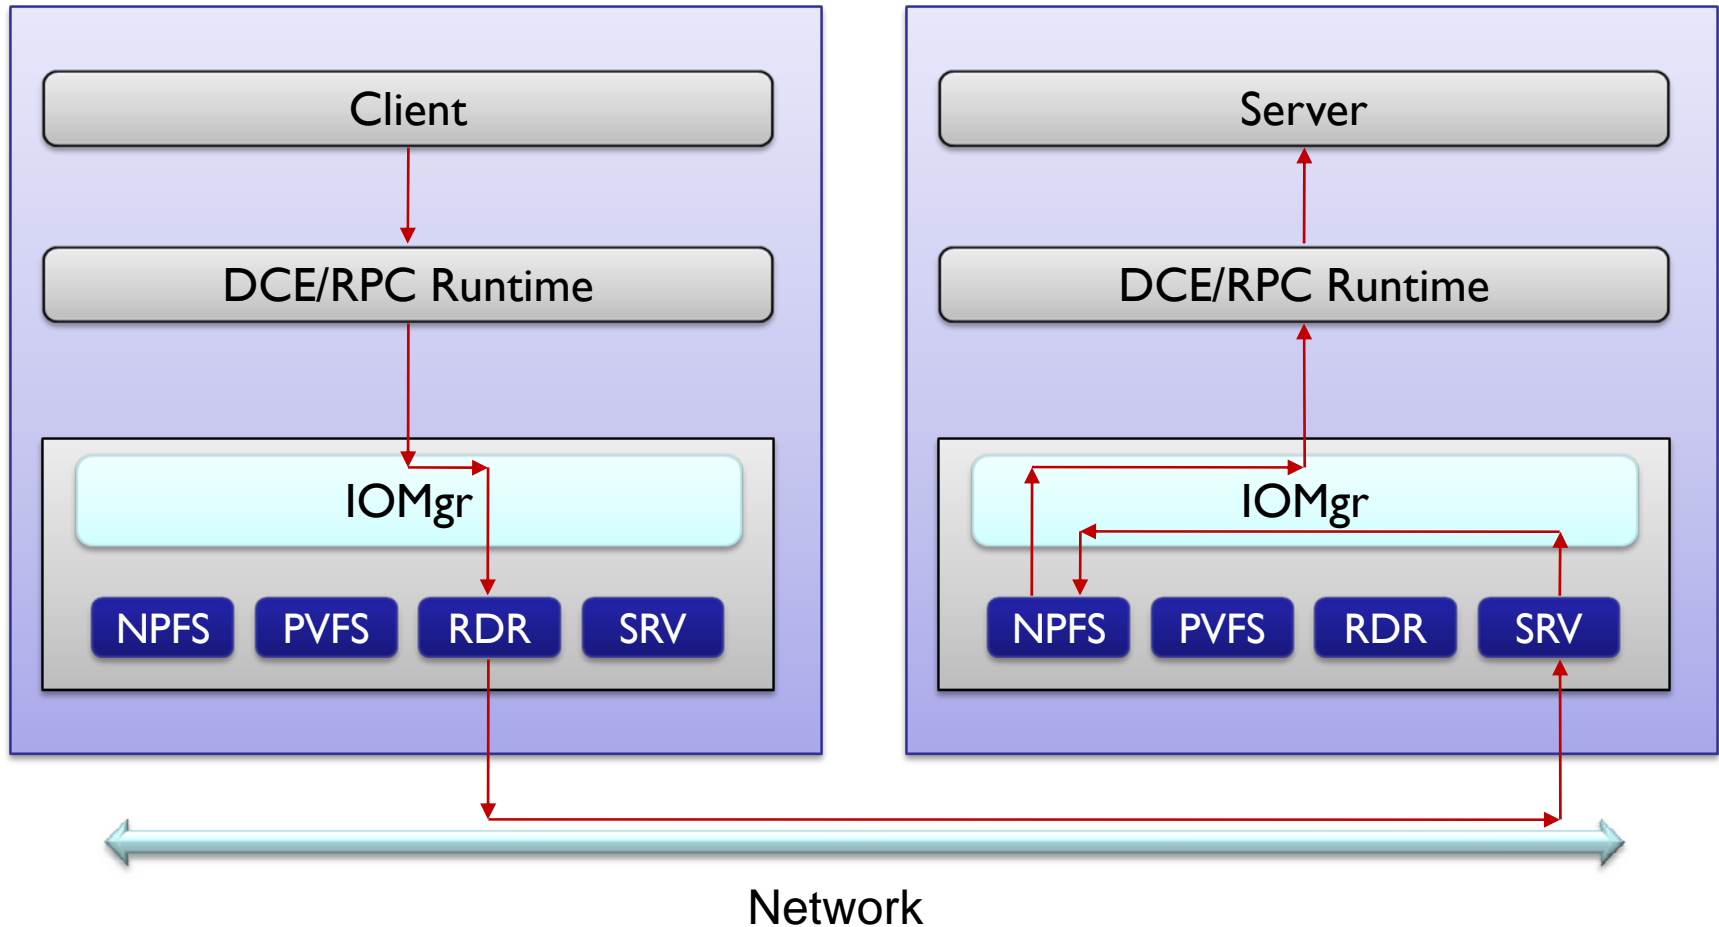 Client
DCE/RPC Runtime
IOMgr
NPFS PVFS RDR SRV
Server
DCE/RPC Runtime
IOMgr
NPFS PVFS RDR SRV
Network